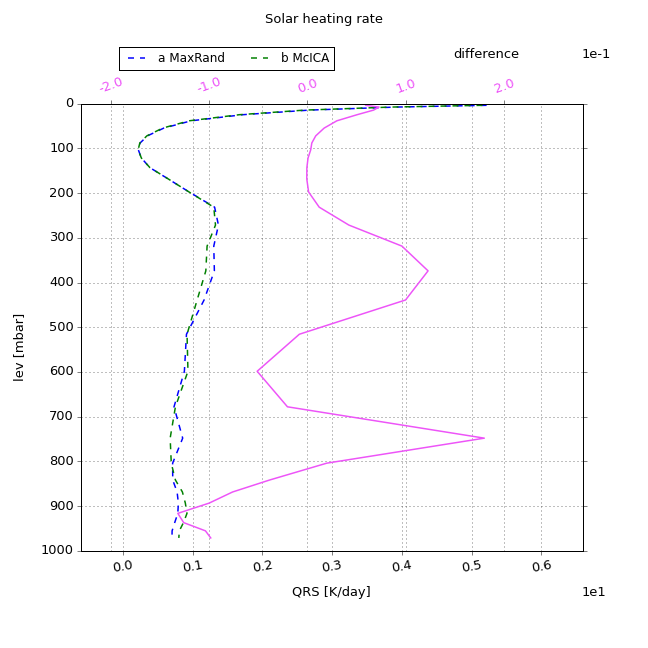 Solar heating rate
a MaxRand b McICA
difference 1e-1
-2.0 -1.0 0.0 1.0 2.0
0
100
200
300
400
500
600
700
800
900
1000
lev [mbar]
0.0 0.1 0.2 0.3 0.4 0.5 0.6
QRS [K/day] 1e1